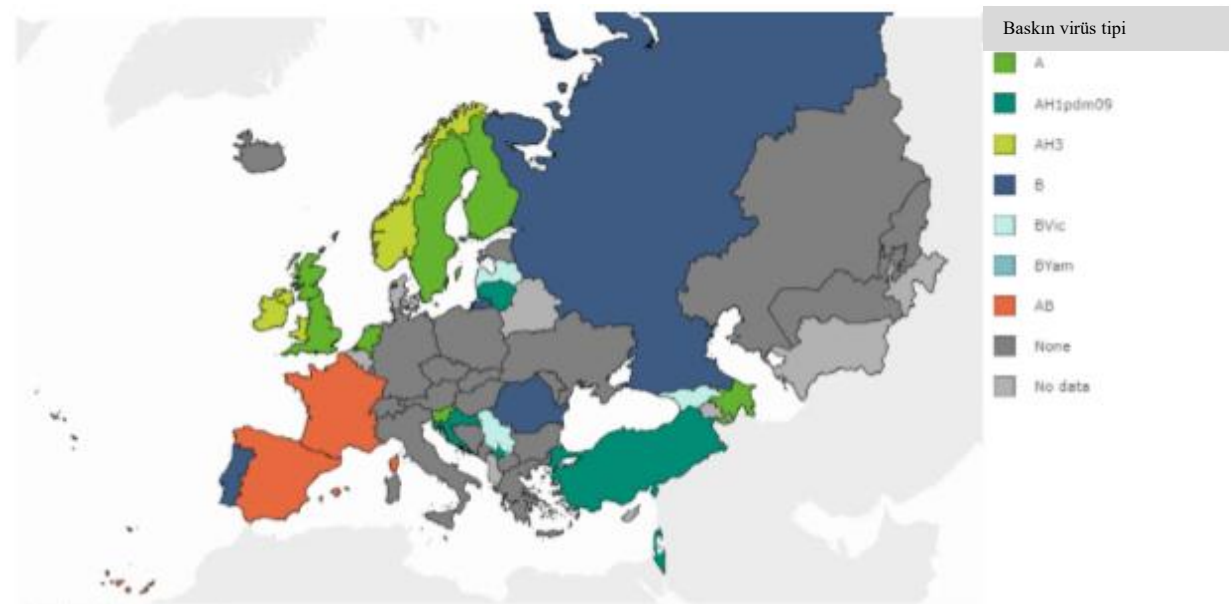 Baskın virüs tipi
A
AH1pdm09
AH3
B
BVic
BYam
AB
None
No data